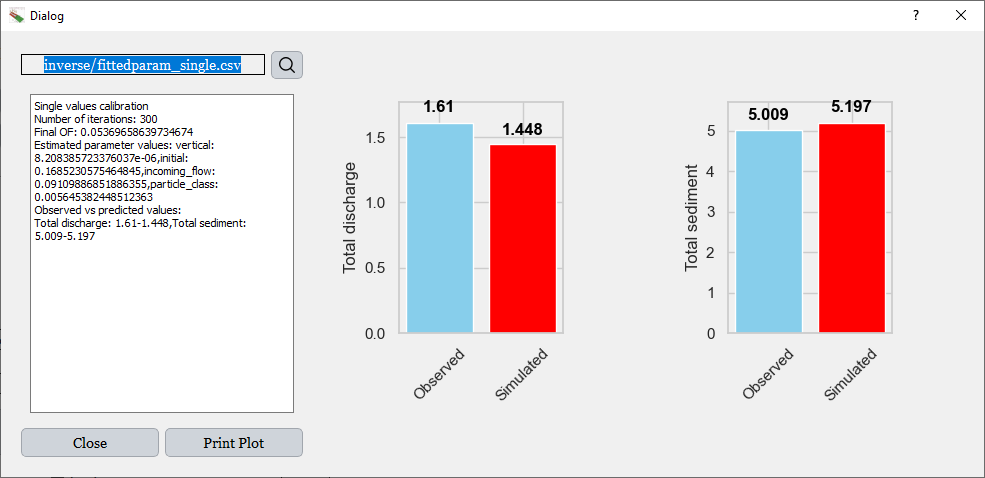 Dialog
?
inverse/fittedparam_single.csv
Single values calibration
Number of iterations: 300
Final OF: 0.05369658639734674
Estimated parameter values: vertical:
8.208385723376037e-06,initial:
0.1685230575464845,incoming_flow:
0.09109886851886355,particle_class:
0.005645382448512363
Observed vs predicted values:
Total discharge: 1.61-1.448,Total sediment:
5.009-5.197
Close
Print Plot
Total discharge
1.5
1.0
0.5
0.0
1.61
1.448
Observed
Simulated
Total sediment
5
4
3
2
1
0
5.009
5.197
Observed
Simulated